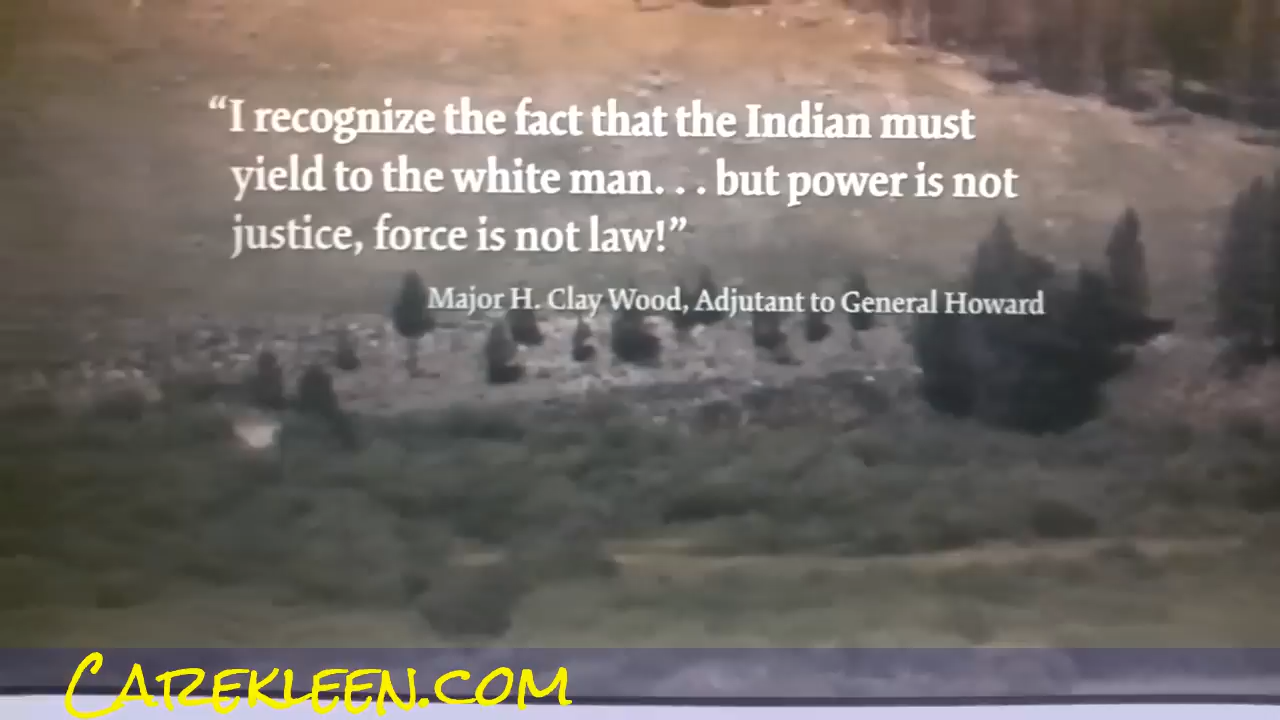 “I recognize the fact that the Indian must
yield to the white man. . . but power is not
justice, force is not law!”
Major H. Clay Wood, Adjutant to General Howard
Carekleen.com